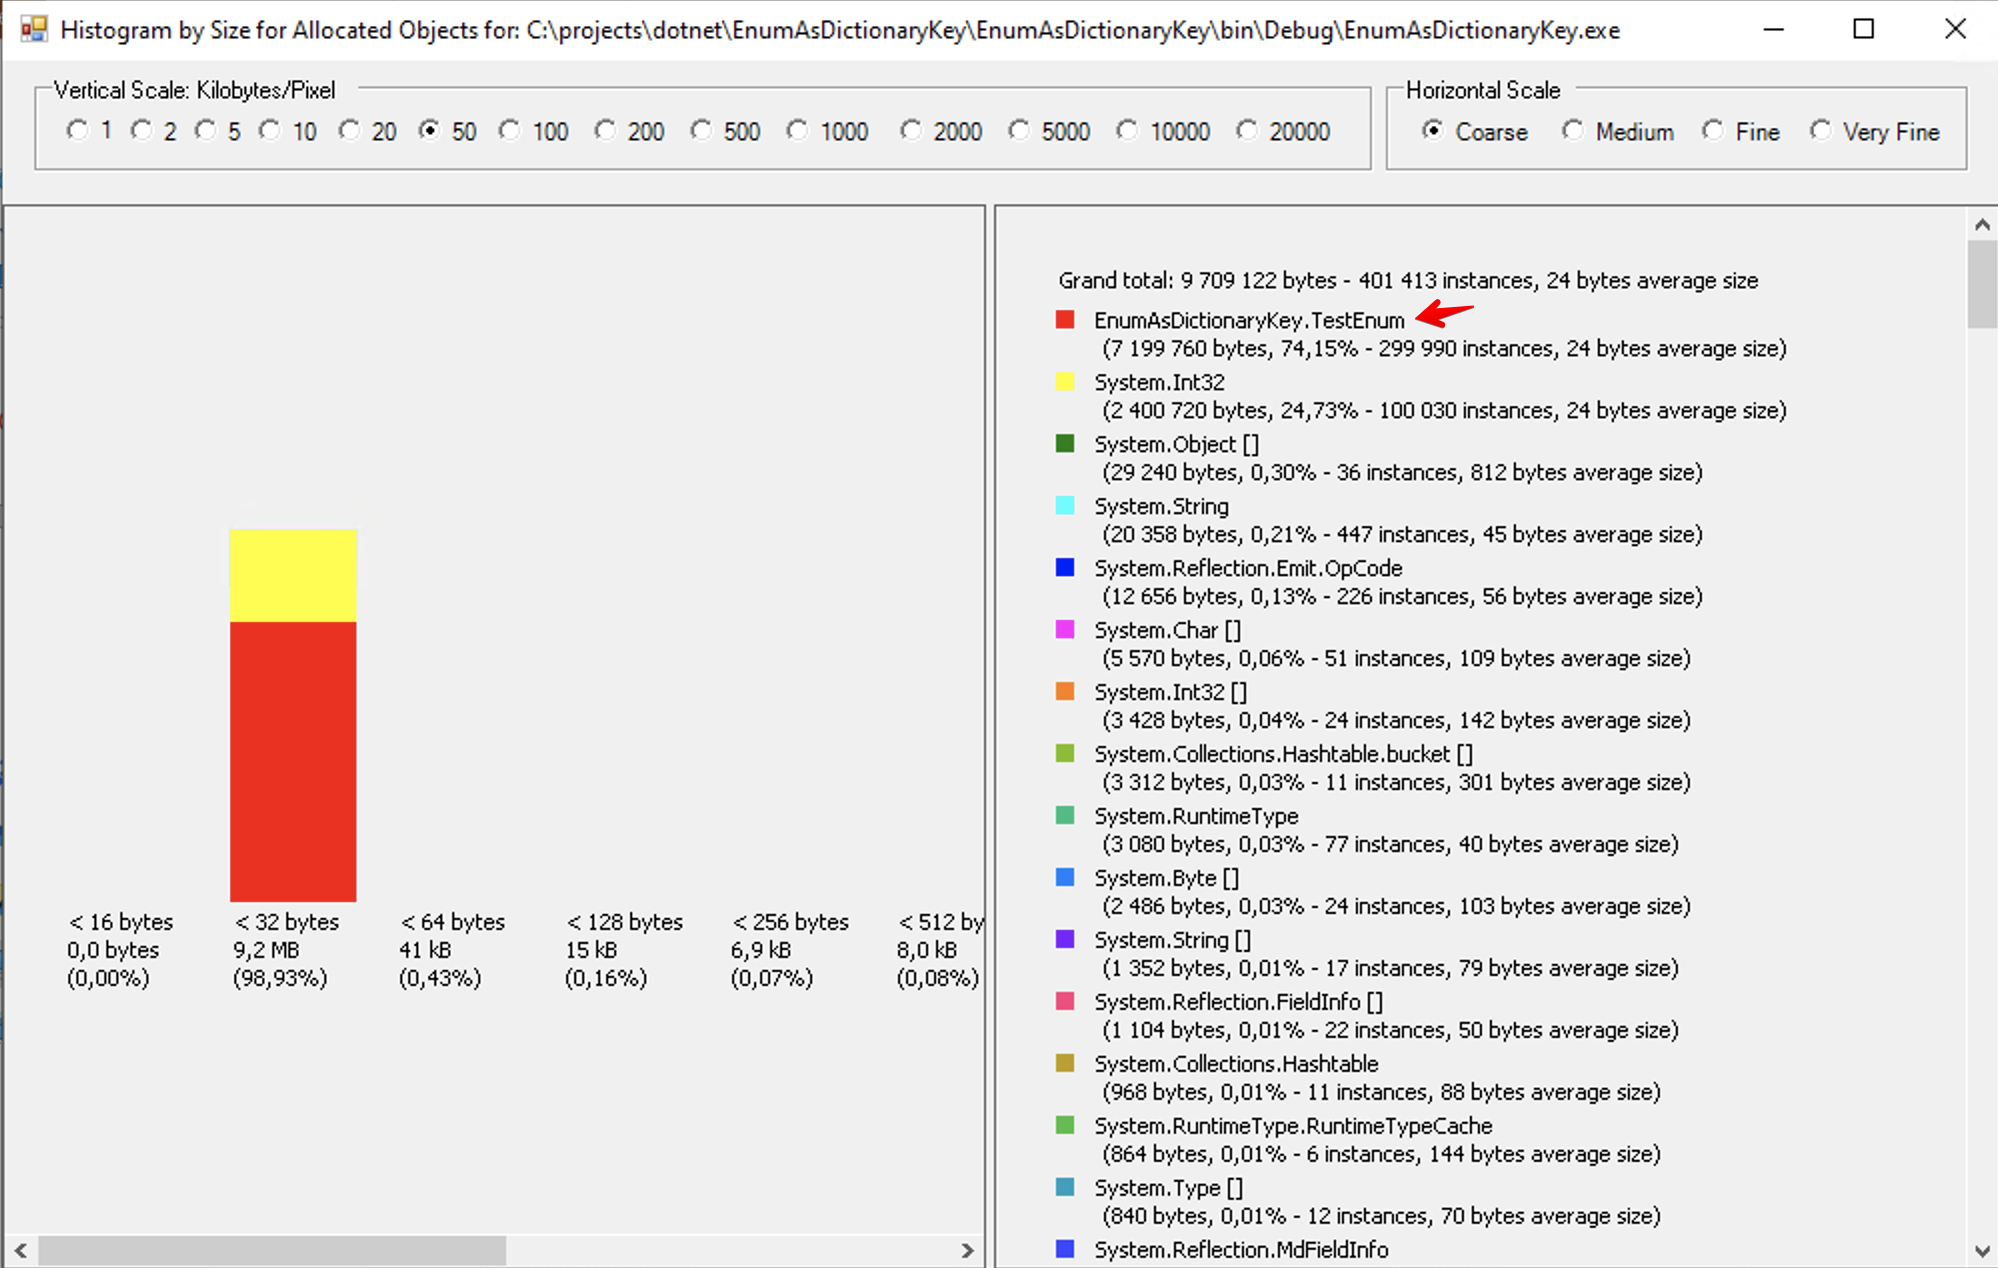 Histogram by Size for Allocated Objects for: C:\projects\dotnet\EnumAsDictionaryKey\EnumAsDictionaryKey\bin\Debug\EnumAsDictionaryKey.exe
Vertical Scale: Kilobytes/Pixel
1 2 5 10 20 50 100 200 500 1000 2000 5000 10000 20000
Horizontal Scale
Coarse Medium Fine Very Fine
< 16 bytes
0,0 bytes
(0,00%)
< 32 bytes
9,2 MB
(98,93%)
< 64 bytes
41 kB
(0,43%)
< 128 bytes
15 kB
(0,16%)
< 256 bytes
6,9 kB
(0,07%)
< 512 by
8,0 kB
(0,08%)
Grand total: 9 709 122 bytes - 401 413 instances, 24 bytes average size
EnumAsDictionaryKey.TestEnum
(7 199 760 bytes, 74,15% - 299 990 instances, 24 bytes average size)
System.Int32
(2 400 720 bytes, 24,73% - 100 030 instances, 24 bytes average size)
System.Object []
(29 240 bytes, 0,30% - 36 instances, 812 bytes average size)
System.String
(20 358 bytes, 0,21% - 447 instances, 45 bytes average size)
System.Reflection.Emit.OpCode
(12 656 bytes, 0,13% - 226 instances, 56 bytes average size)
System.Char []
(5 570 bytes, 0,06% - 51 instances, 109 bytes average size)
System.Int32 []
(3 428 bytes, 0,04% - 24 instances, 142 bytes average size)
System.Collections.Hashtable.bucket []
(3 312 bytes, 0,03% - 11 instances, 301 bytes average size)
System.RuntimeType
(3 080 bytes, 0,03% - 77 instances, 40 bytes average size)
System.Byte []
(2 486 bytes, 0,03% - 24 instances, 103 bytes average size)
System.String []
(1 352 bytes, 0,01% - 17 instances, 79 bytes average size)
System.Reflection.FieldInfo []
(1 104 bytes, 0,01% - 22 instances, 50 bytes average size)
System.Collections.Hashtable
(968 bytes, 0,01% - 11 instances, 88 bytes average size)
System.RuntimeType.RuntimeTypeCache
(864 bytes, 0,01% - 6 instances, 144 bytes average size)
System.Type []
(840 bytes, 0,01% - 12 instances, 70 bytes average size)
System.Reflection.MdFieldInfo